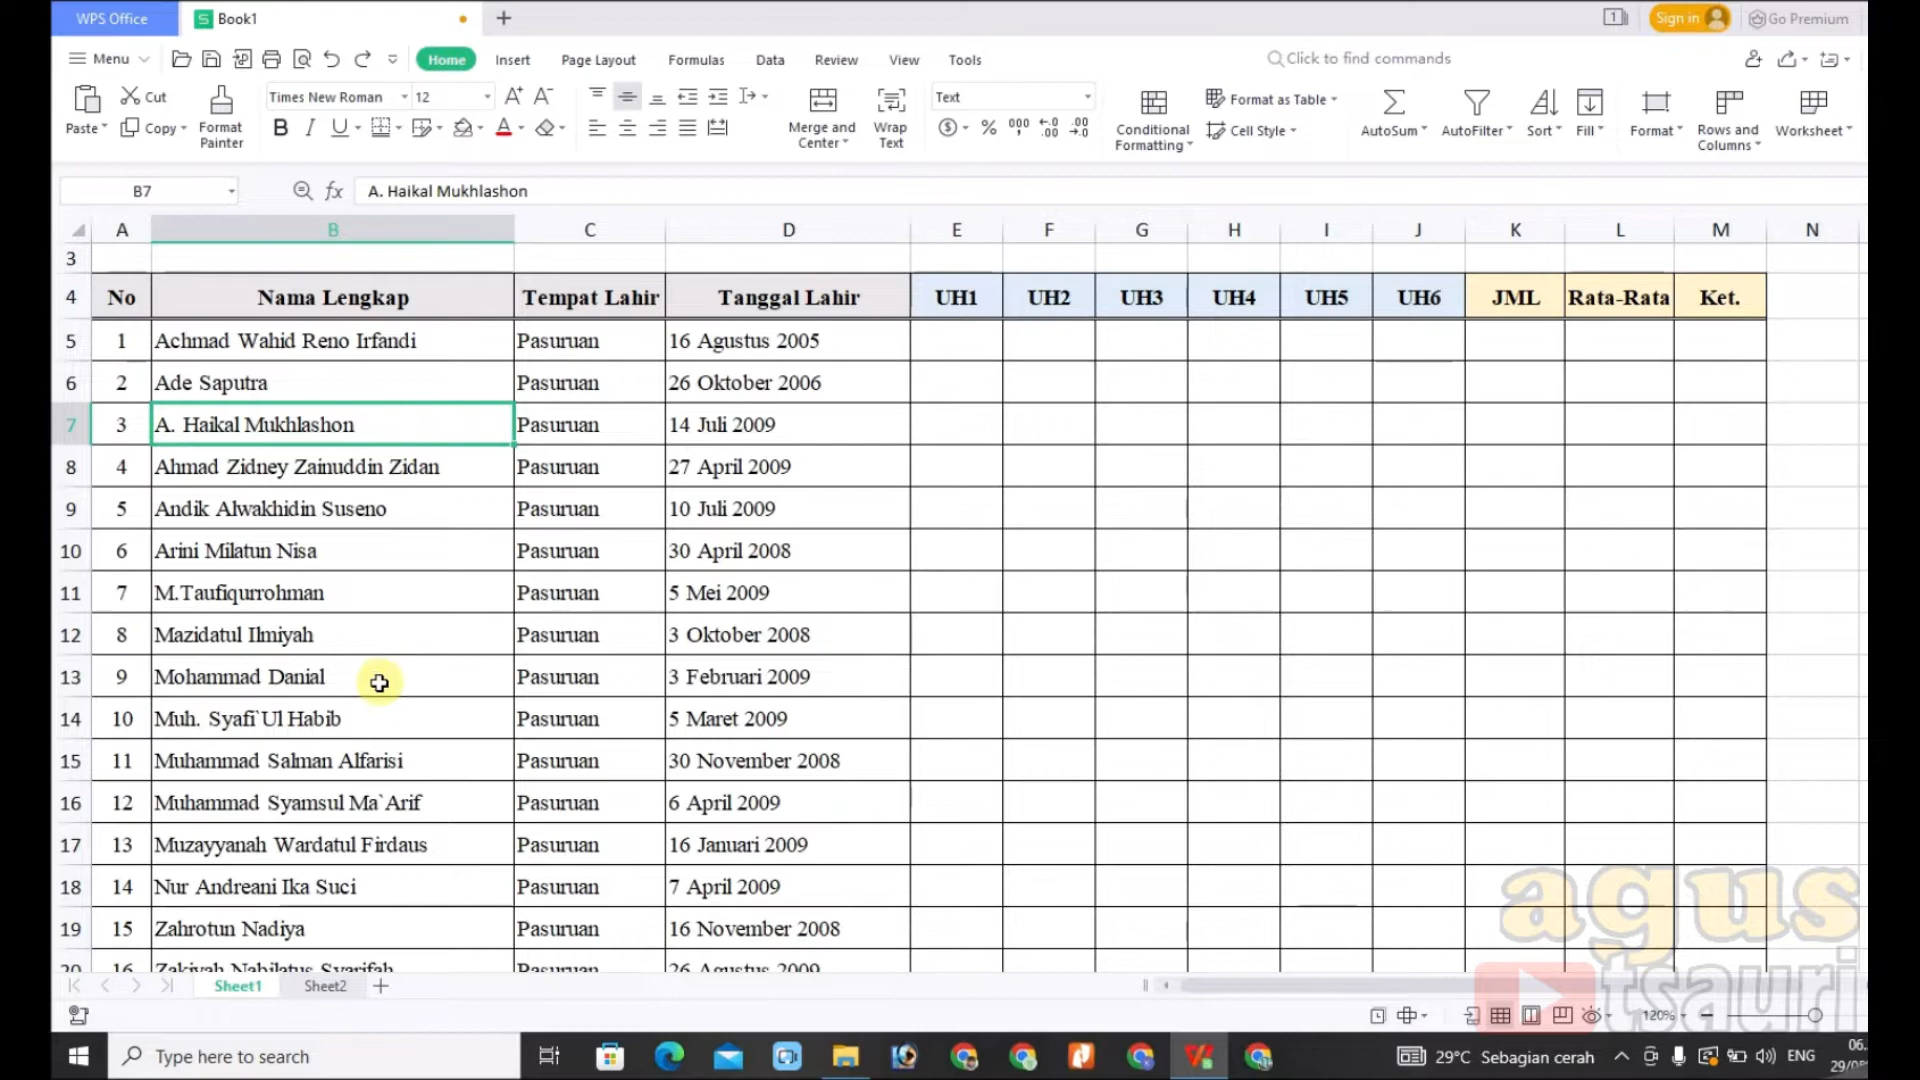 WPS Office
Book1
Sign in
Go Premium
Menu
Home
Insert
Page Layout
Formulas
Data
Review
View
Tools
Click to find commands
Paste
Cut
Copy
Format Painter
Times New Roman
12
Merge and Center
Wrap Text
Text
Conditional Formatting
Format as Table
Cell Style
AutoSum
AutoFilter
Sort
Fill
Format
Rows and Columns
Worksheet
B7
fx
A. Haikal Mukhlashon
A B C D E F G H I J K L M N
3
4 No Nama Lengkap Tempat Lahir Tanggal Lahir UH1 UH2 UH3 UH4 UH5 UH6 JML Rata-Rata Ket.
5 1 Achmad Wahid Reno Irfandi Pasuruan 16 Agustus 2005
6 2 Ade Saputra Pasuruan 26 Oktober 2006
7 3 A. Haikal Mukhlashon Pasuruan 14 Juli 2009
8 4 Ahmad Zidney Zainuddin Zidan Pasuruan 27 April 2009
9 5 Andik Alwakhidin Suseno Pasuruan 10 Juli 2009
10 6 Arini Milatun Nisa Pasuruan 30 April 2008
11 7 M.Taufiqurrohman Pasuruan 5 Mei 2009
12 8 Mazidatul Ilmiyah Pasuruan 3 Oktober 2008
13 9 Mohammad Danial Pasuruan 3 Februari 2009
14 10 Muh. Syafi`Ul Habib Pasuruan 5 Maret 2009
15 11 Muhammad Salman Alfarisi Pasuruan 30 November 2008
16 12 Muhammad Syamsul Ma`Arif Pasuruan 6 April 2009
17 13 Muzayyanah Wardatul Firdaus Pasuruan 16 Januari 2009
18 14 Nur Andreani Ika Suci Pasuruan 7 April 2009
19 15 Zahrotun Nadiya Pasuruan 16 November 2008
20 16 Zakiyah Nabilatus Syarifah Pasuruan 26 Agustus 2009
agus
tsauri
Sheet1
Sheet2
120%
Type here to search
29°C Sebagian cerah
ENG